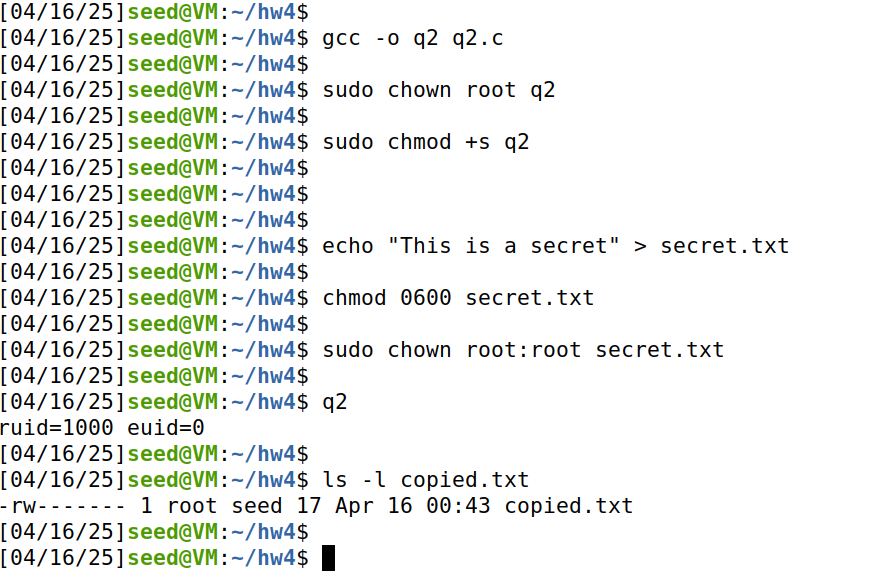 [04/16/25]seed@VM:~/hw4$
[04/16/25]seed@VM:~/hw4$ gcc -o q2 q2.c
[04/16/25]seed@VM:~/hw4$
[04/16/25]seed@VM:~/hw4$ sudo chown root q2
[04/16/25]seed@VM:~/hw4$
[04/16/25]seed@VM:~/hw4$ sudo chmod +s q2
[04/16/25]seed@VM:~/hw4$
[04/16/25]seed@VM:~/hw4$
[04/16/25]seed@VM:~/hw4$
[04/16/25]seed@VM:~/hw4$ echo "This is a secret" > secret.txt
[04/16/25]seed@VM:~/hw4$
[04/16/25]seed@VM:~/hw4$ chmod 0600 secret.txt
[04/16/25]seed@VM:~/hw4$
[04/16/25]seed@VM:~/hw4$ sudo chown root:root secret.txt
[04/16/25]seed@VM:~/hw4$
[04/16/25]seed@VM:~/hw4$ q2
ruid=1000 euid=0
[04/16/25]seed@VM:~/hw4$
[04/16/25]seed@VM:~/hw4$ ls -l copied.txt
-rw------- 1 root seed 17 Apr 16 00:43 copied.txt
[04/16/25]seed@VM:~/hw4$
[04/16/25]seed@VM:~/hw4$